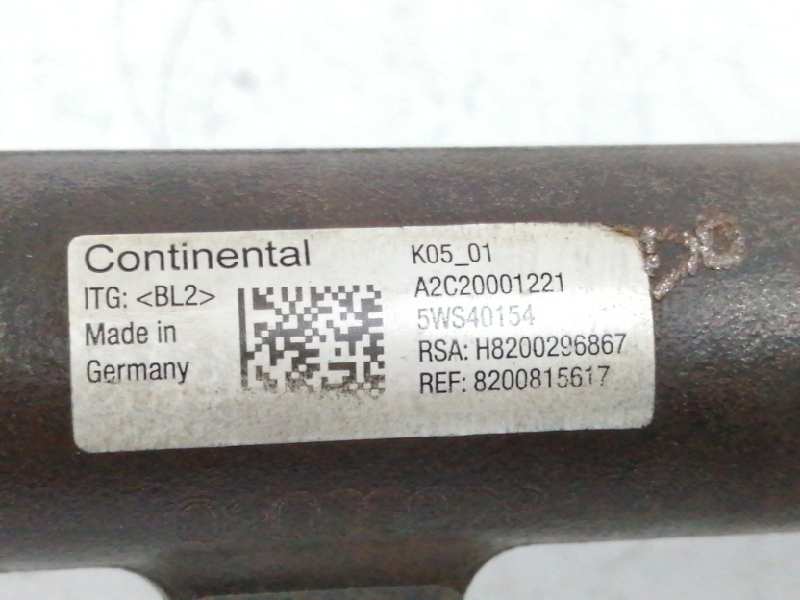 Continental
ITG: <BL2>
Made in
Germany
K05_01
A2C20001221
5WS40154
RSA: H8200296867
REF: 8200815617